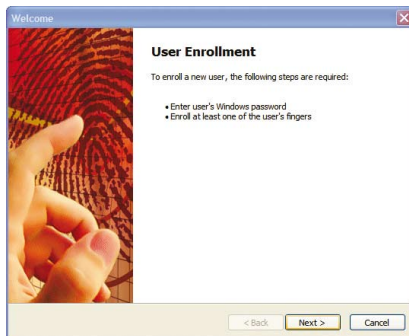 Welcome
User Enrollment
To enroll a new user, the following steps are required:
• Enter user's Windows password
• Enroll at least one of the user's fingers
< Back
Next >
Cancel